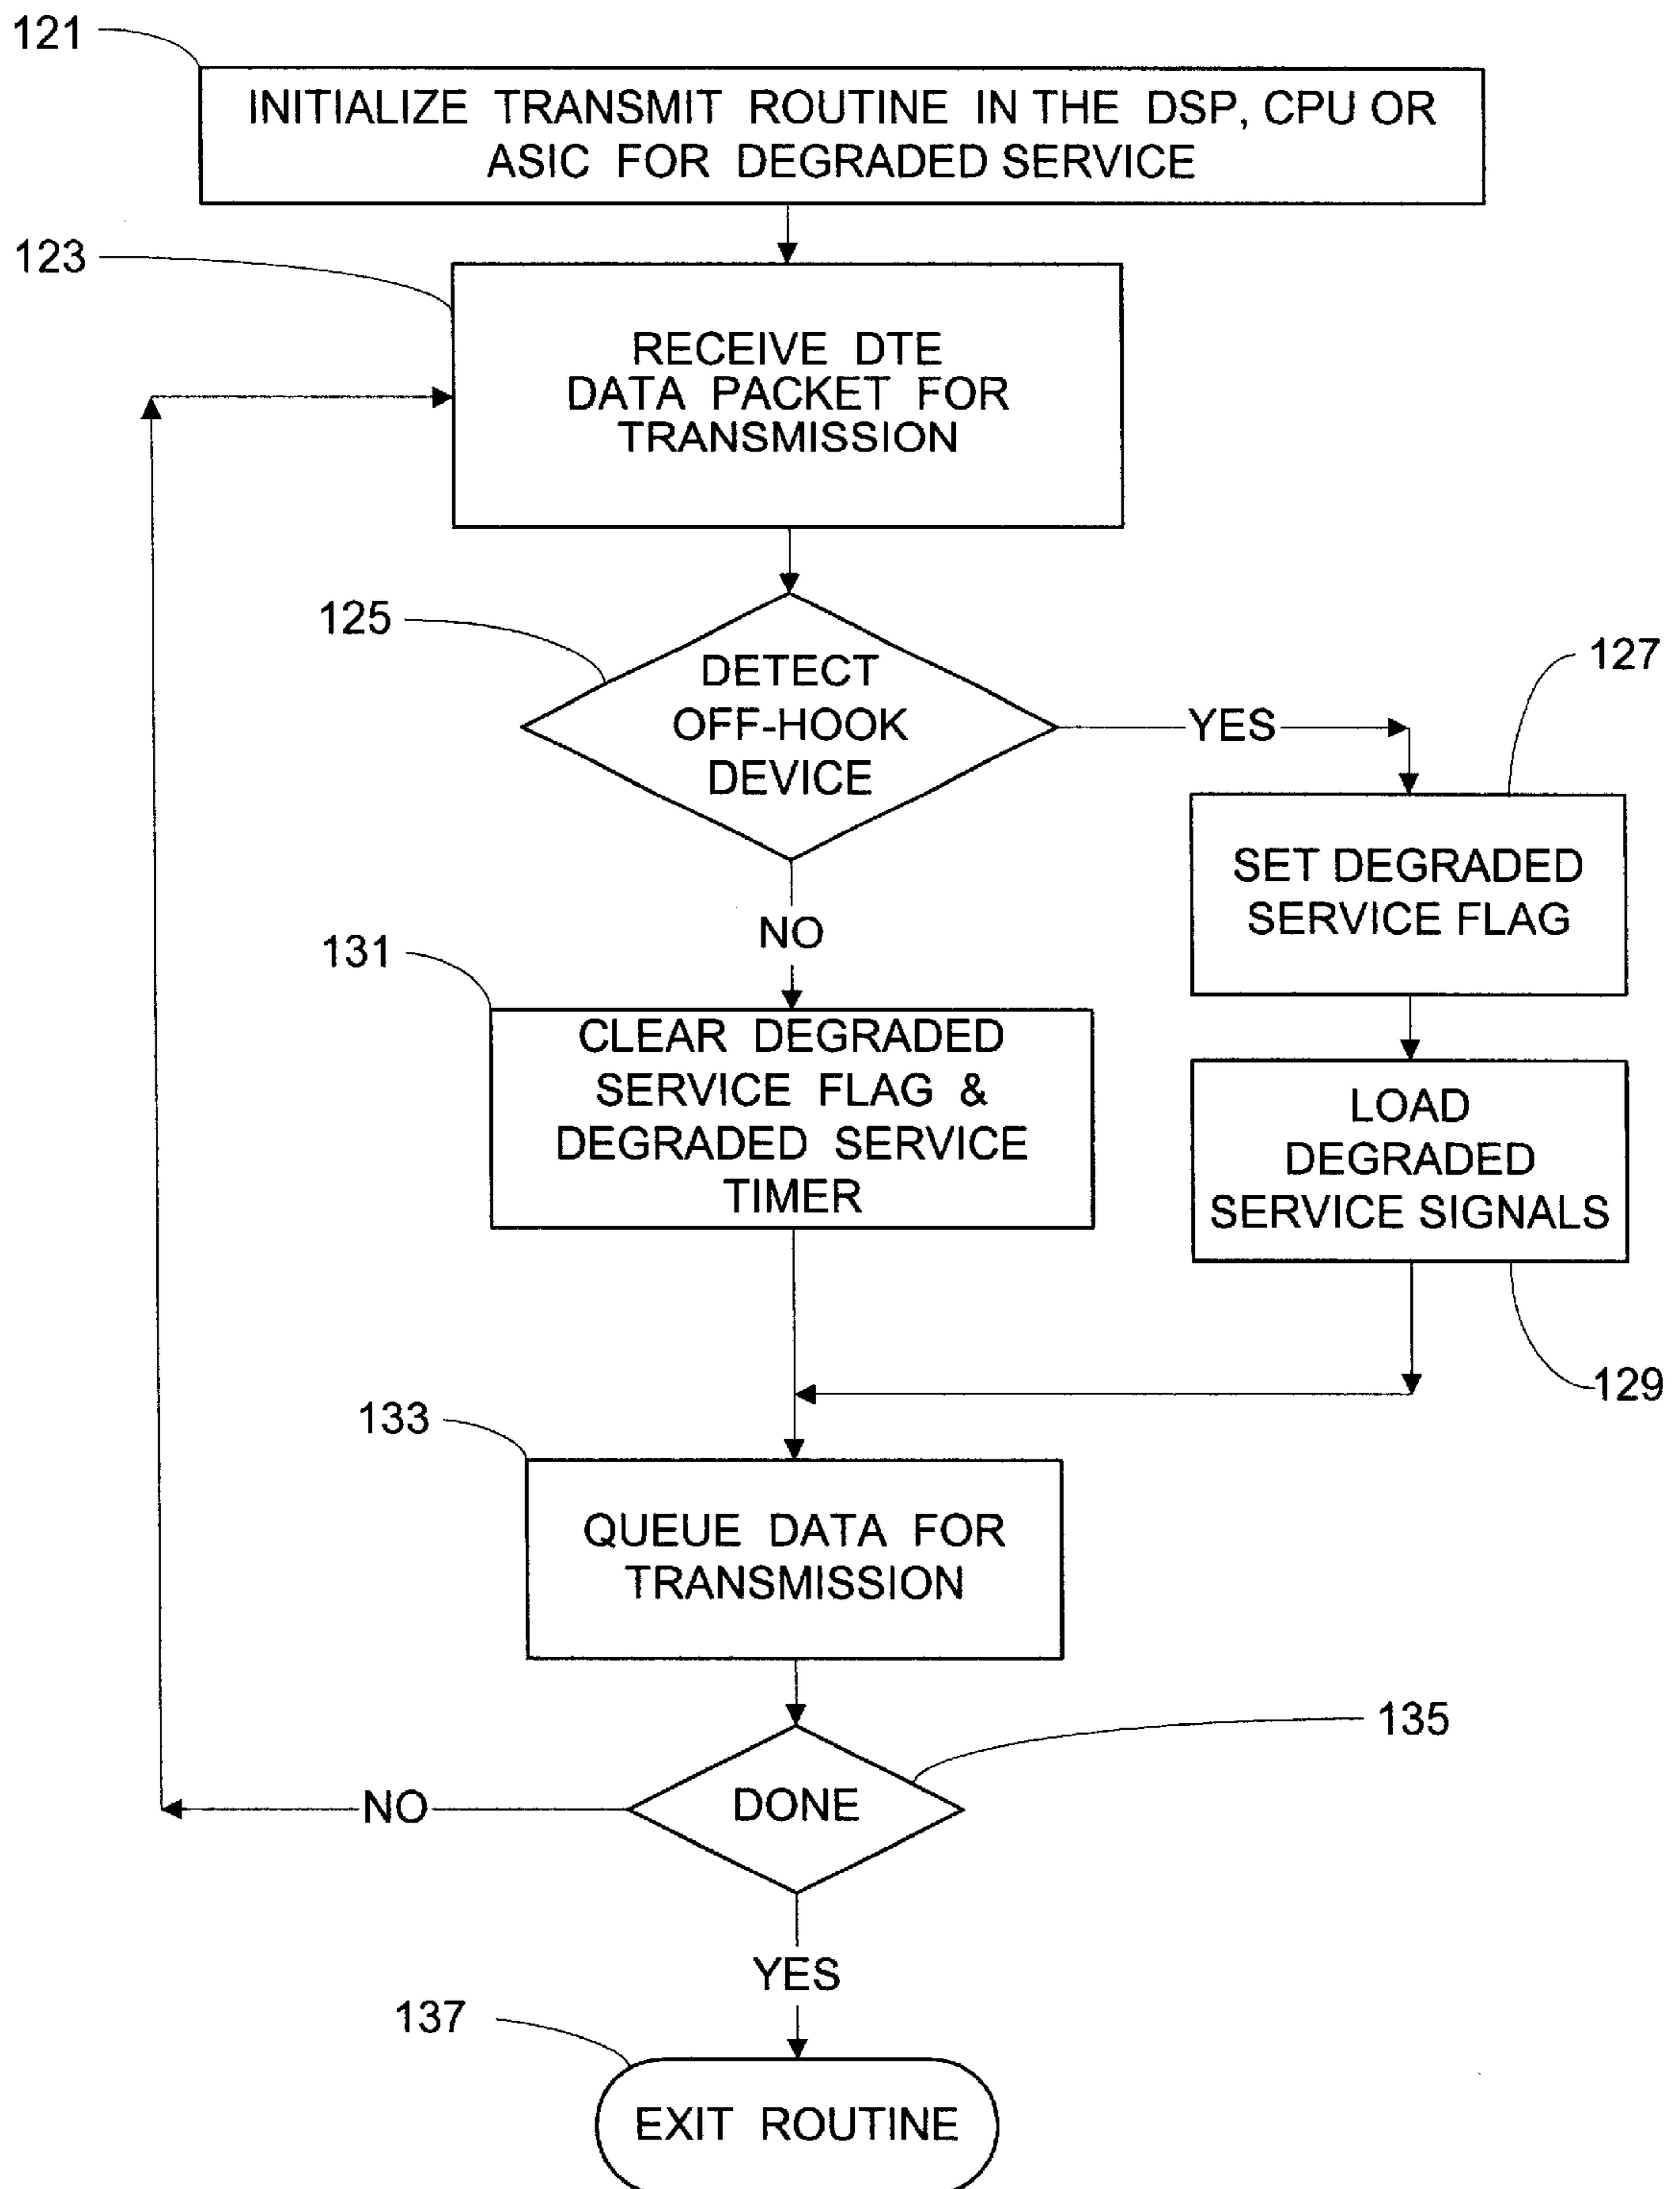 121
INITIALIZE TRANSMIT ROUTINE IN THE DSP, CPU OR
ASIC FOR DEGRADED SERVICE
123
RECEIVE DTE
DATA PACKET FOR
TRANSMISSION
125
DETECT
OFF-HOOK
DEVICE
YES
127
SET DEGRADED
SERVICE FLAG
NO
131
CLEAR DEGRADED
SERVICE FLAG &
DEGRADED SERVICE
TIMER
LOAD
DEGRADED
SERVICE SIGNALS
129
133
QUEUE DATA FOR
TRANSMISSION
135
DONE
NO
YES
137
EXIT ROUTINE